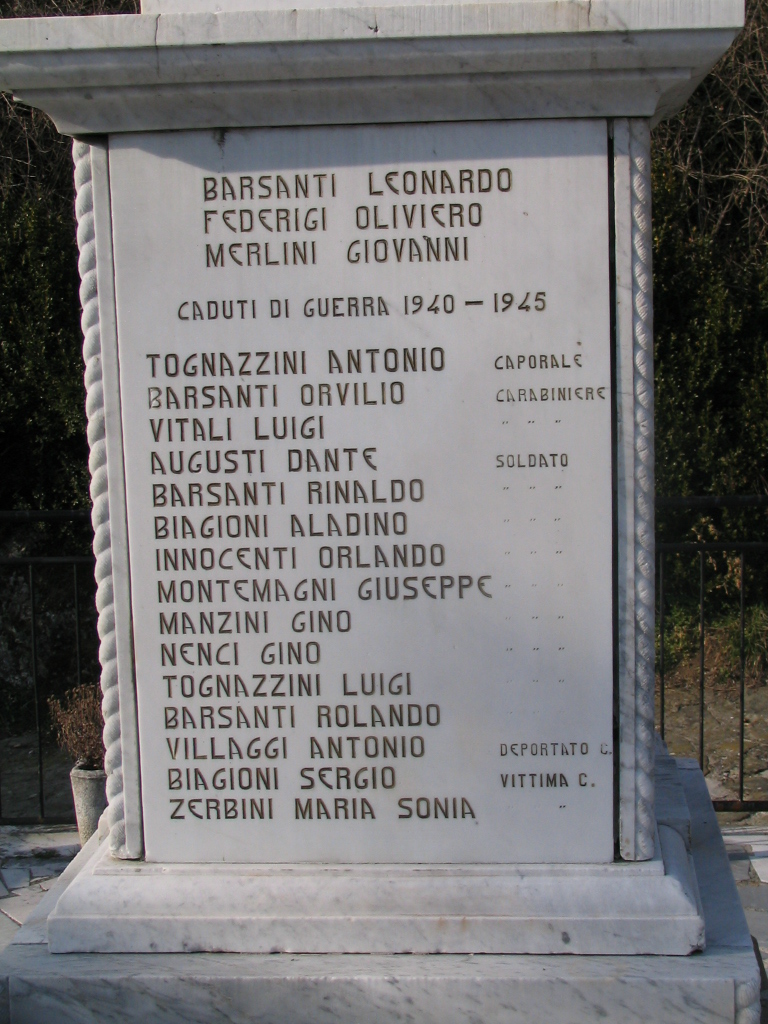 BARSANTI LEONARDO
FEDERIGI OLIVIERO
MERLINI GIOVANNI
CADUTI DI GUERRA 1940 — 1945
TOGNAZZINI ANTONIO CAPORALE
BARSANTI ORVILIO CARABINIERE
VITALI LUIGI " " "
AUGUSTI DANTE SOLDATO
BARSANTI RINALDO " " "
BIAGIONI ALADINO " " "
INNOCENTI ORLANDO " " "
MONTEMAGNI GIUSEPPE " " "
MANZINI GINO " " "
NENCI GINO " " "
TOGNAZZINI LUIGI " " "
BARSANTI ROLANDO
VILLAGGI ANTONIO DEPORTATO C.
BIAGIONI SERGIO VITTIMA C.
ZERBINI MARIA SONIA "